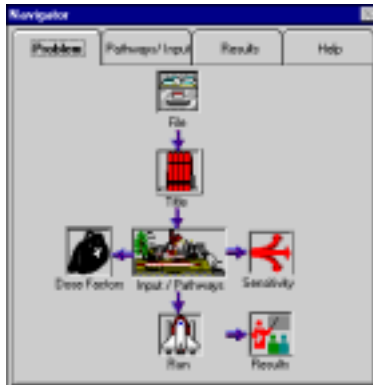 Navigator
Problem Pathways/Input Results Help
File
Title
Dose Factors Input / Pathways Sensitivity
Run Results